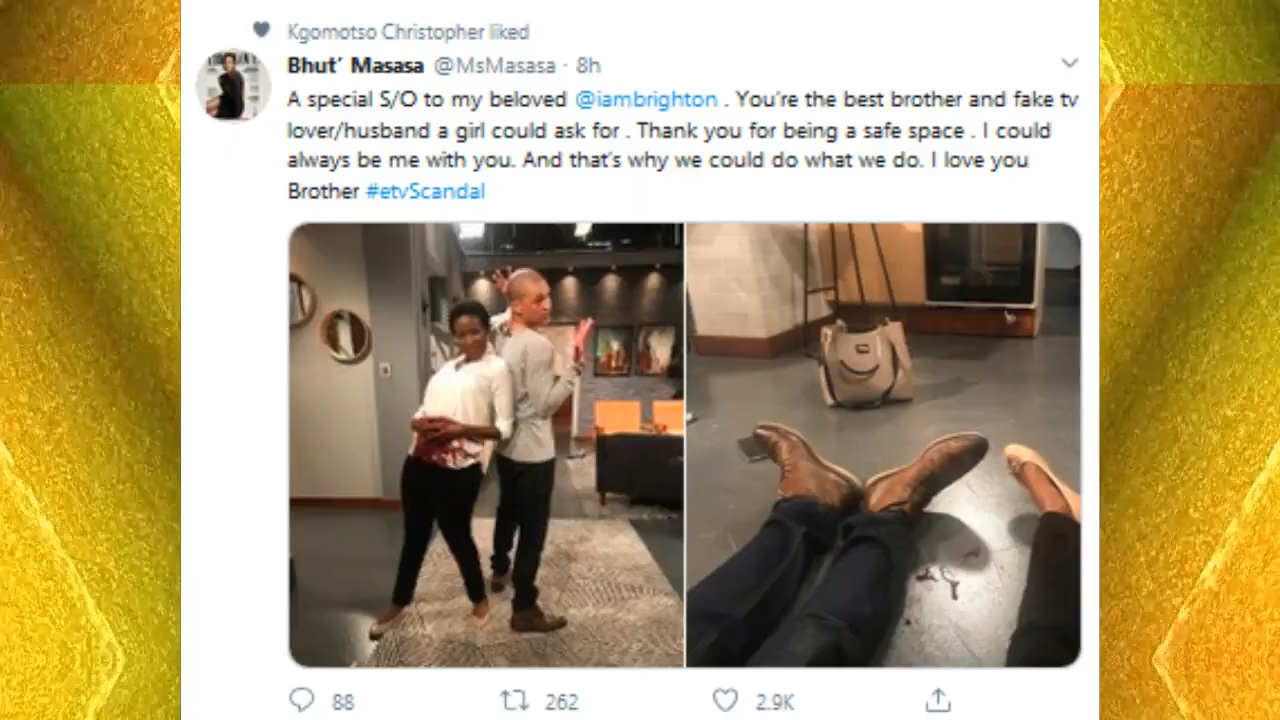 Kgomotso Christopher liked
Bhut’ Masasa @MsMasasa · 8h
A special S/O to my beloved @iambrighton . You're the best brother and fake tv
lover/husband a girl could ask for . Thank you for being a safe space . I could
always be me with you. And that's why we could do what we do. I love you
Brother #etvScandal
88 262 2.9K